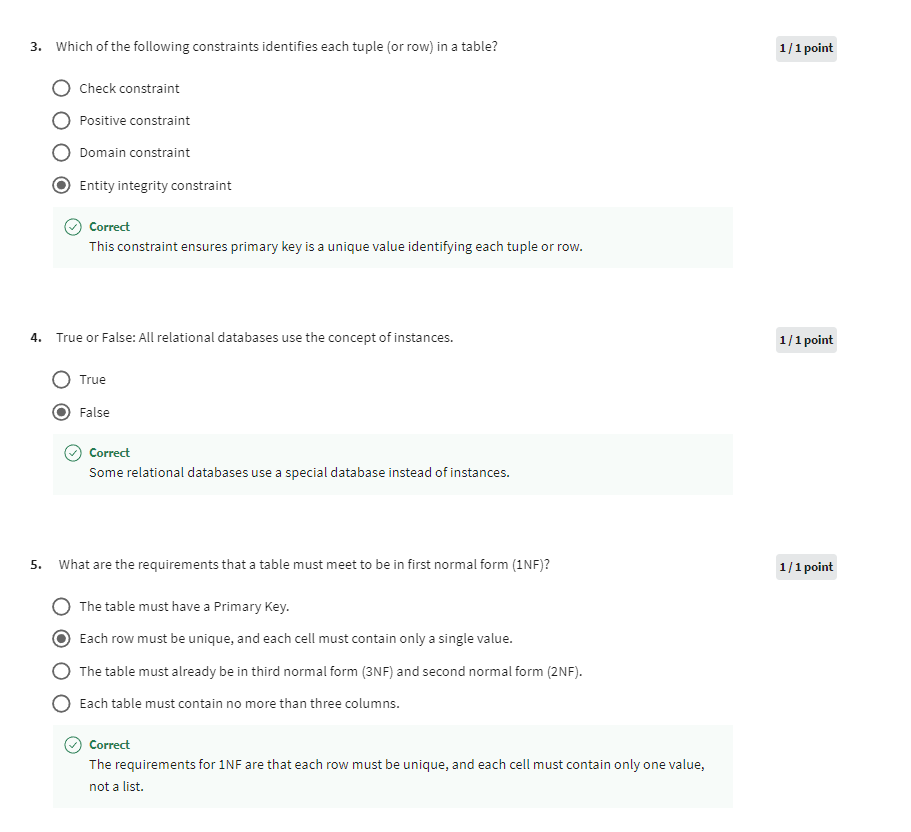 3. Which of the following constraints identifies each tuple (or row) in a table?
1 / 1 point
Check constraint
Positive constraint
Domain constraint
Entity integrity constraint
Correct
This constraint ensures primary key is a unique value identifying each tuple or row.
4. True or False: All relational databases use the concept of instances.
1 / 1 point
True
False
Correct
Some relational databases use a special database instead of instances.
5. What are the requirements that a table must meet to be in first normal form (1NF)?
1 / 1 point
The table must have a Primary Key.
Each row must be unique, and each cell must contain only a single value.
The table must already be in third normal form (3NF) and second normal form (2NF).
Each table must contain no more than three columns.
Correct
The requirements for 1NF are that each row must be unique, and each cell must contain only one value,
not a list.